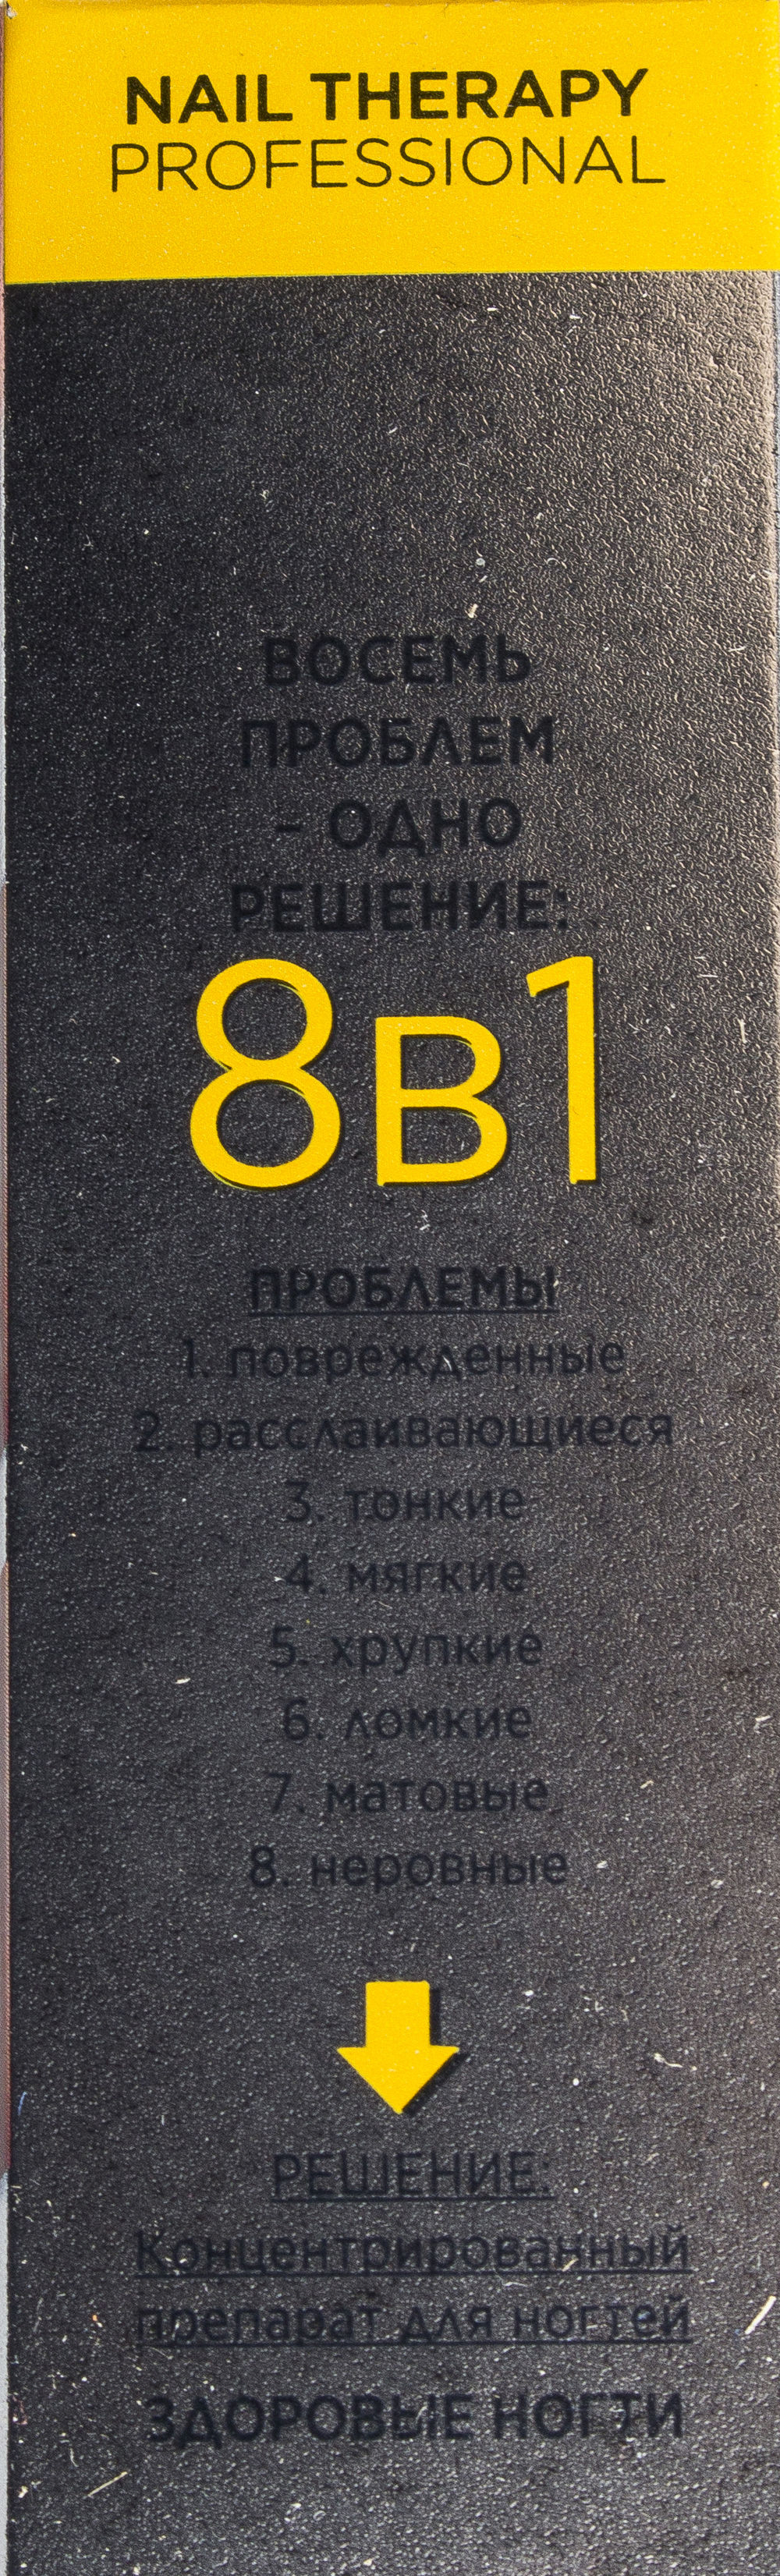 NAIL THERAPY
PROFESSIONAL
ВОСЕМЬ
ПРОБЛЕМ
- ОДНО
РЕШЕНИЕ:
8В1
ПРОБЛЕМЫ
1. поврежденные
2. расслаивающиеся
3. тонкие
4. мягкие
5. хрупкие
6. ломкие
7. матовые
8. неровные
РЕШЕНИЕ:
Концентрированный
препарат для ногтей
ЗДОРОВЫЕ НОГТИ